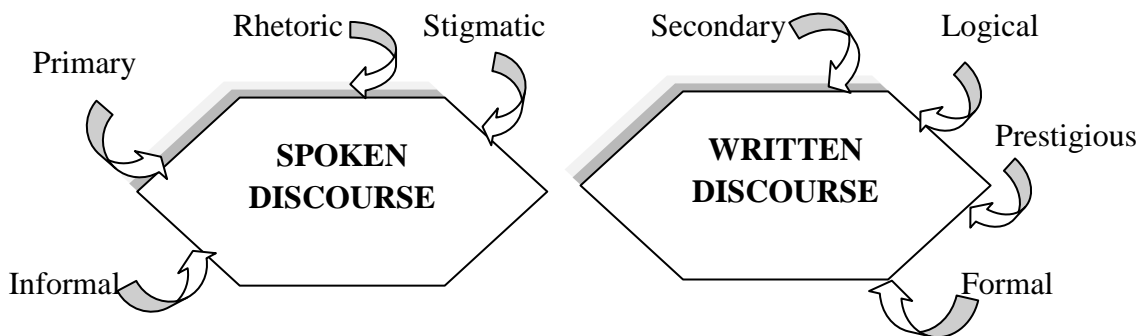 Rhetoric
Stigmatic
Secondary
Logical
Primary
Prestigious
SPOKEN
DISCOURSE
WRITTEN
DISCOURSE
Informal
Formal